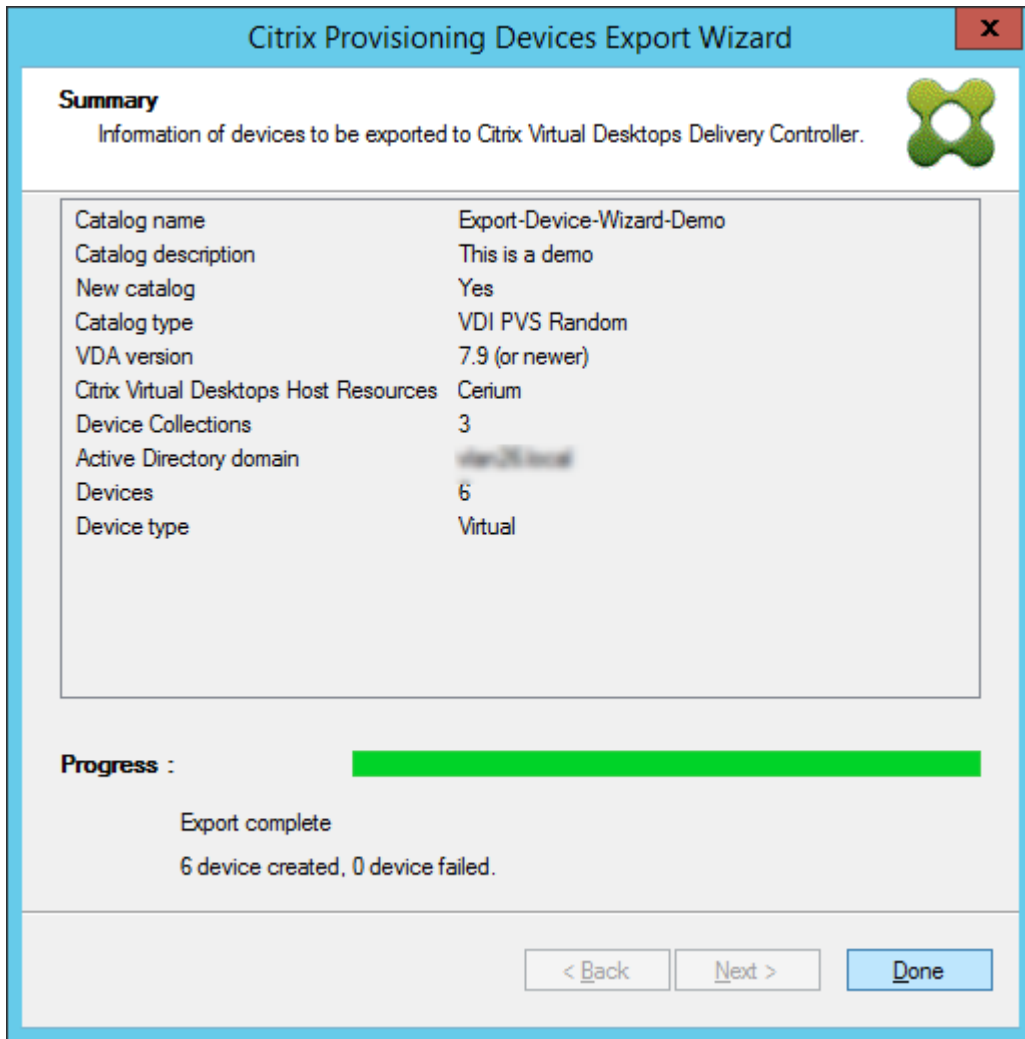 Citrix Provisioning Devices Export Wizard
x
Summary
Information of devices to be exported to Citrix Virtual Desktops Delivery Controller.
Catalog name Export-Device-Wizard-Demo
Catalog description This is a demo
New catalog Yes
Catalog type VDI PVS Random
VDA version 7.9 (or newer)
Citrix Virtual Desktops Host Resources Cerium
Device Collections 3
Active Directory domain
Devices 6
Device type Virtual
Progress :
Export complete
6 device created, 0 device failed.
< Back Next > Done